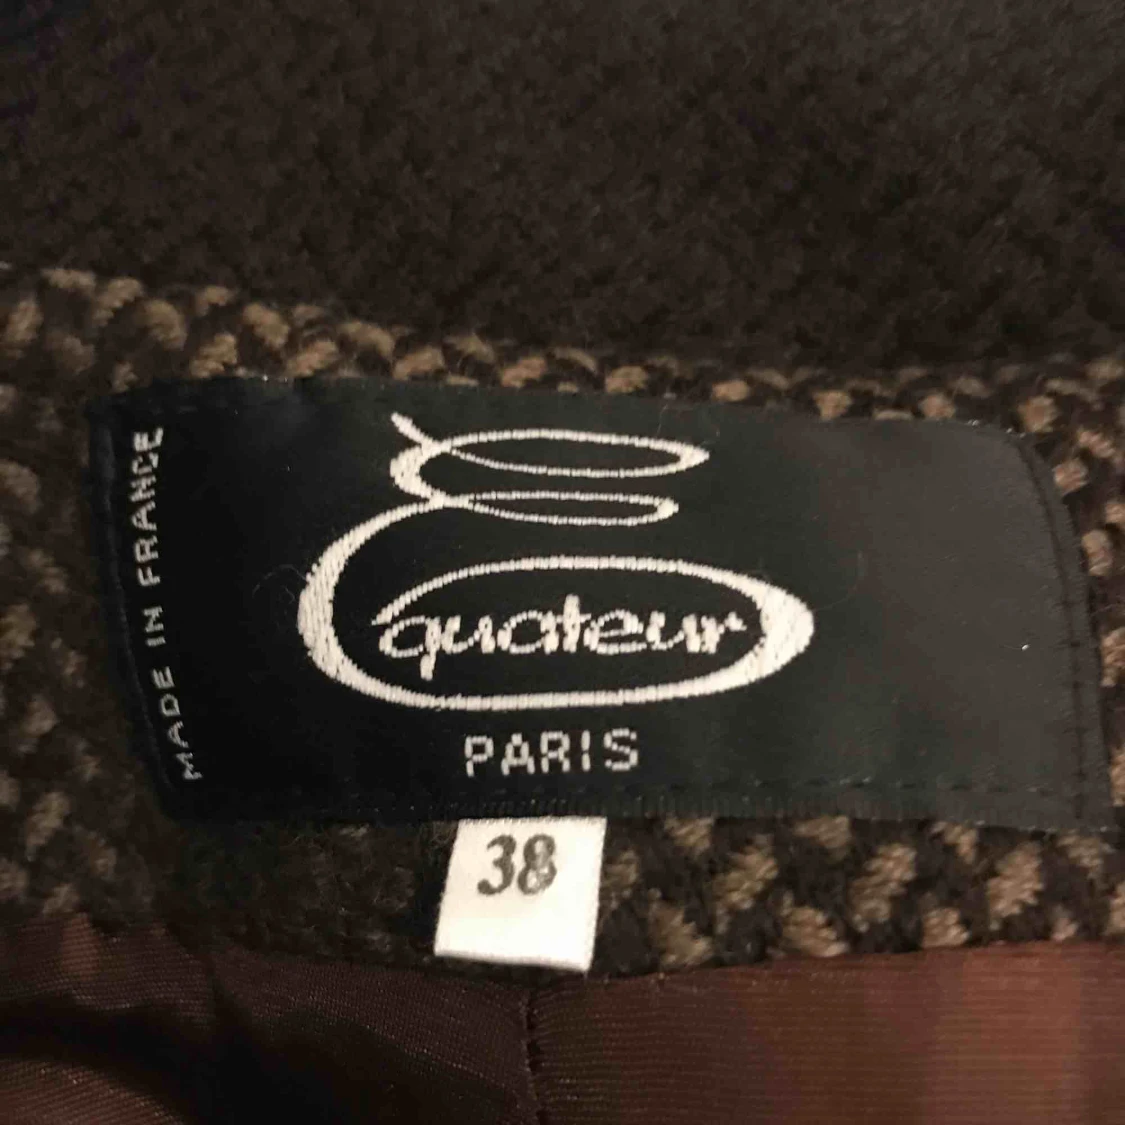 MADE IN FRANCE
Equateur
PARIS
38